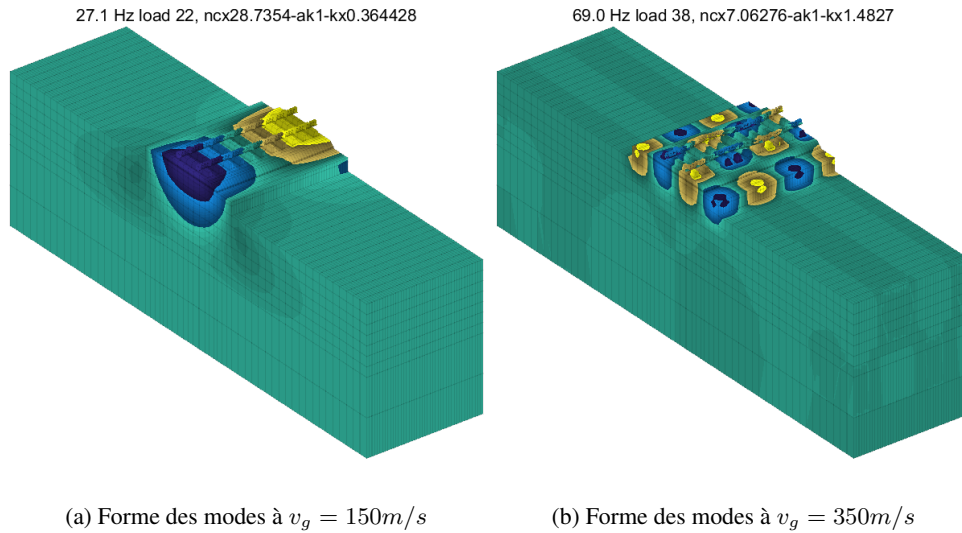 27.1 Hz load 22, ncx28.7354-ak1-kx0.364428
69.0 Hz load 38, ncx7.06276-ak1-kx1.4827
(a) Forme des modes à v_g = 150m/s
(b) Forme des modes à v_g = 350m/s